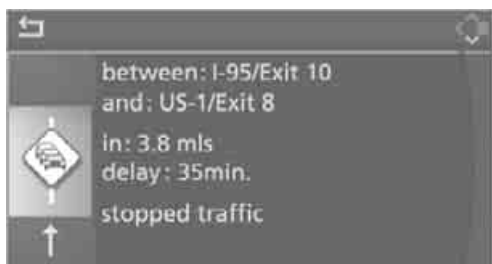 between: I-95/Exit 10
and: US-1/Exit 8
in: 3.8 mls
delay: 35min.
stopped traffic